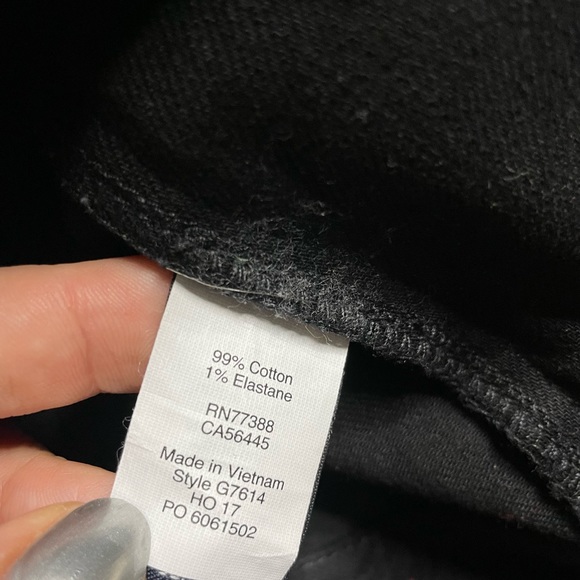 99% Cotton
1% Elastane
RN77388
CA56445
Made in Vietnam
Style G7614
HO 17
PO 6061502